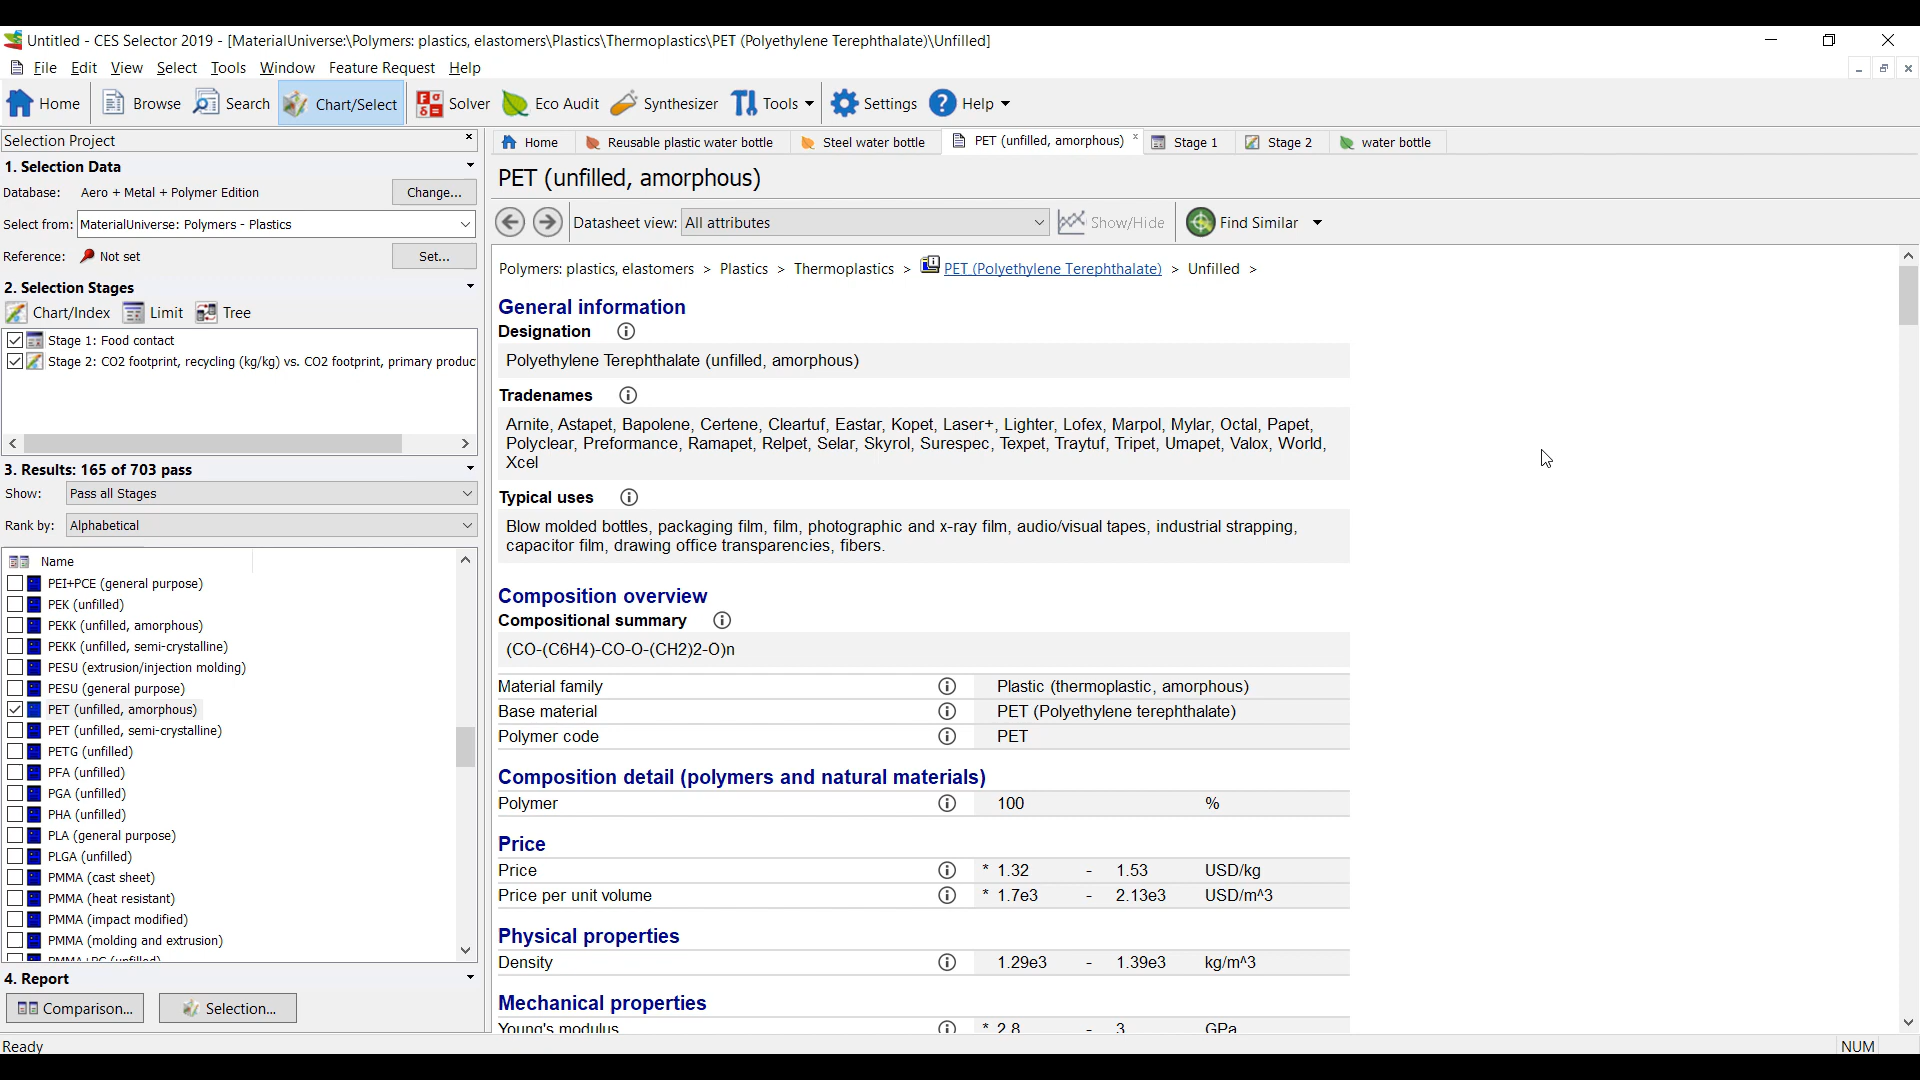 Untitled - CES Selector 2019 - [MaterialUniverse:\Polymers: plastics, elastomers\Plastics\Thermoplastics\PET (Polyethylene Terephthalate)\Unfilled]
File Edit View Select Tools Window Feature Request Help
Home Browse Search Chart/Select Solver Eco Audit Synthesizer Tools Settings Help
Selection Project
1. Selection Data
Database: Aero + Metal + Polymer Edition Change...
Select from: MaterialUniverse: Polymers - Plastics
Reference: Not set Set...
2. Selection Stages
Chart/Index Limit Tree
Stage 1: Food contact
Stage 2: CO2 footprint, recycling (kg/kg) vs. CO2 footprint, primary produc
3. Results: 165 of 703 pass
Show: Pass all Stages
Rank by: Alphabetical
Name
PEI+PCE (general purpose)
PEK (unfilled)
PEKK (unfilled, amorphous)
PEKK (unfilled, semi-crystalline)
PESU (extrusion/injection molding)
PESU (general purpose)
PET (unfilled, amorphous)
PET (unfilled, semi-crystalline)
PETG (unfilled)
PFA (unfilled)
PGA (unfilled)
PHA (unfilled)
PLA (general purpose)
PLGA (unfilled)
PMMA (cast sheet)
PMMA (heat resistant)
PMMA (impact modified)
PMMA (molding and extrusion)
PMMA+PC (unfilled)
4. Report
Comparison... Selection...
Ready
Home Reusable plastic water bottle Steel water bottle PET (unfilled, amorphous) Stage 1 Stage 2 water bottle
PET (unfilled, amorphous)
Datasheet view: All attributes Show/Hide Find Similar
Polymers: plastics, elastomers > Plastics > Thermoplastics > PET (Polyethylene Terephthalate) > Unfilled >
General information
Designation
Polyethylene Terephthalate (unfilled, amorphous)
Tradenames
Arnite, Astapet, Bapolene, Certene, Cleartuf, Eastar, Kopet, Laser+, Lighter, Lofex, Marpol, Mylar, Octal, Papet,
Polyclear, Preformance, Ramapet, Relpet, Selar, Skyrol, Surespec, Texpet, Traytuf, Tripet, Umapet, Valox, World,
Xcel
Typical uses
Blow molded bottles, packaging film, film, photographic and x-ray film, audio/visual tapes, industrial strapping,
capacitor film, drawing office transparencies, fibers.
Composition overview
Compositional summary
(CO-(C6H4)-CO-O-(CH2)2-O)n
Material family Plastic (thermoplastic, amorphous)
Base material PET (Polyethylene terephthalate)
Polymer code PET
Composition detail (polymers and natural materials)
Polymer 100 %
Price
Price * 1.32 - 1.53 USD/kg
Price per unit volume * 1.7e3 - 2.13e3 USD/m^3
Physical properties
Density 1.29e3 - 1.39e3 kg/m^3
Mechanical properties
Young's modulus * 2.8 - 3 GPa
NUM